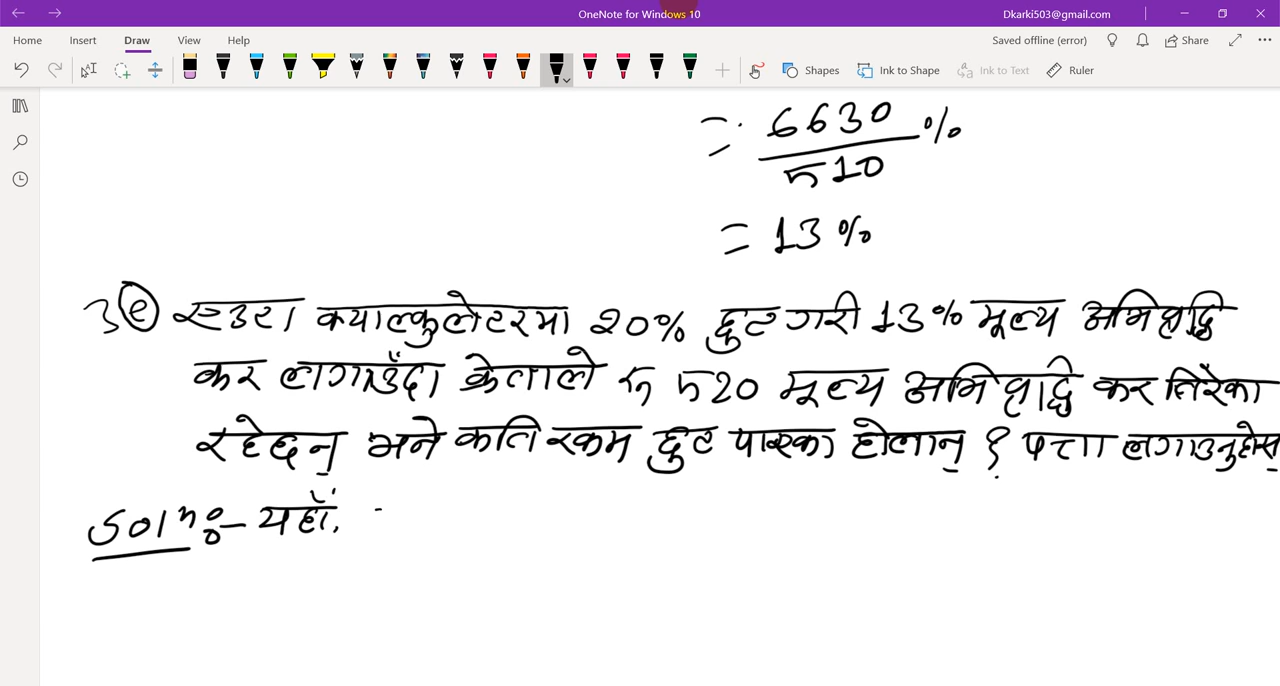 OneNote for Windows 10
Dkarki503@gmail.com
Home Insert Draw View Help
Saved offline (error) Share
Shapes Ink to Shape Ink to Text Ruler
= 6630 %
510
= 13%
3 (e) एउटा क्याल्कुलेटरमा 20% छुट गरी 13% मूल्य अभिवृद्धि
कर लगाउँदा क्रेताले रु 520 मूल्य अभिवृद्धि कर तिरेका
रहेछन् भने कति रकम छुट पाएका होलान् ? पत्ता लगाउनुहोस्
Soln:- यहाँ,